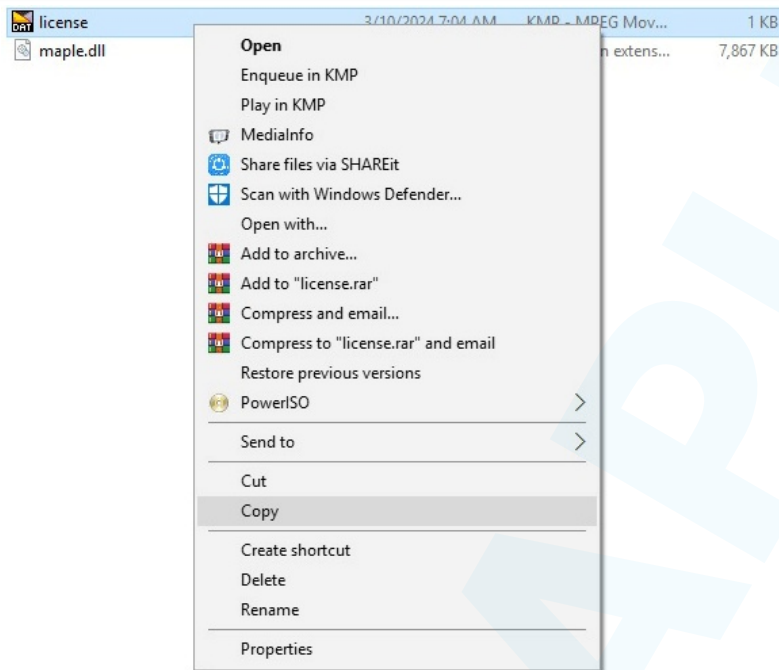 DAT license 3/10/2024 7:04 AM KMP - MPEG Mov... 1 KB
maple.dll n extens... 7,867 KB
Open
Enqueue in KMP
Play in KMP
MediaInfo
Share files via SHAREit
Scan with Windows Defender...
Open with...
Add to archive...
Add to "license.rar"
Compress and email...
Compress to "license.rar" and email
Restore previous versions
PowerISO
Send to
Cut
Copy
Create shortcut
Delete
Rename
Properties